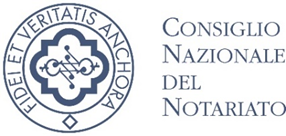 FIDEI ET VERITATIS ANCHORA
CONSIGLIO
NAZIONALE
DEL
NOTARIATO